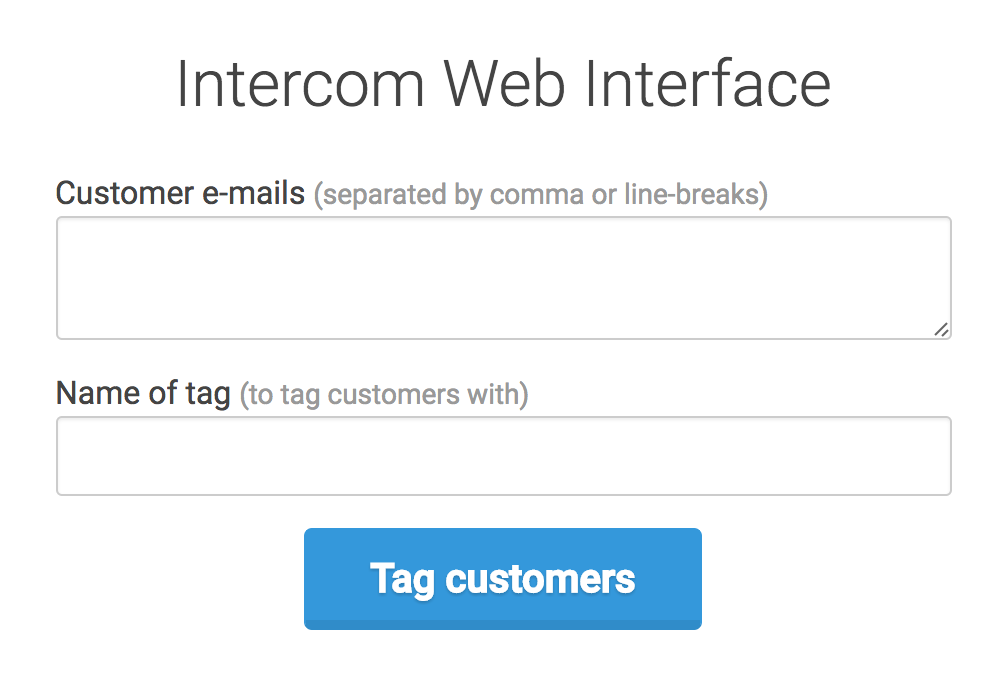 Intercom Web Interface
Customer e-mails (separated by comma or line-breaks)
Name of tag (to tag customers with)
Tag customers